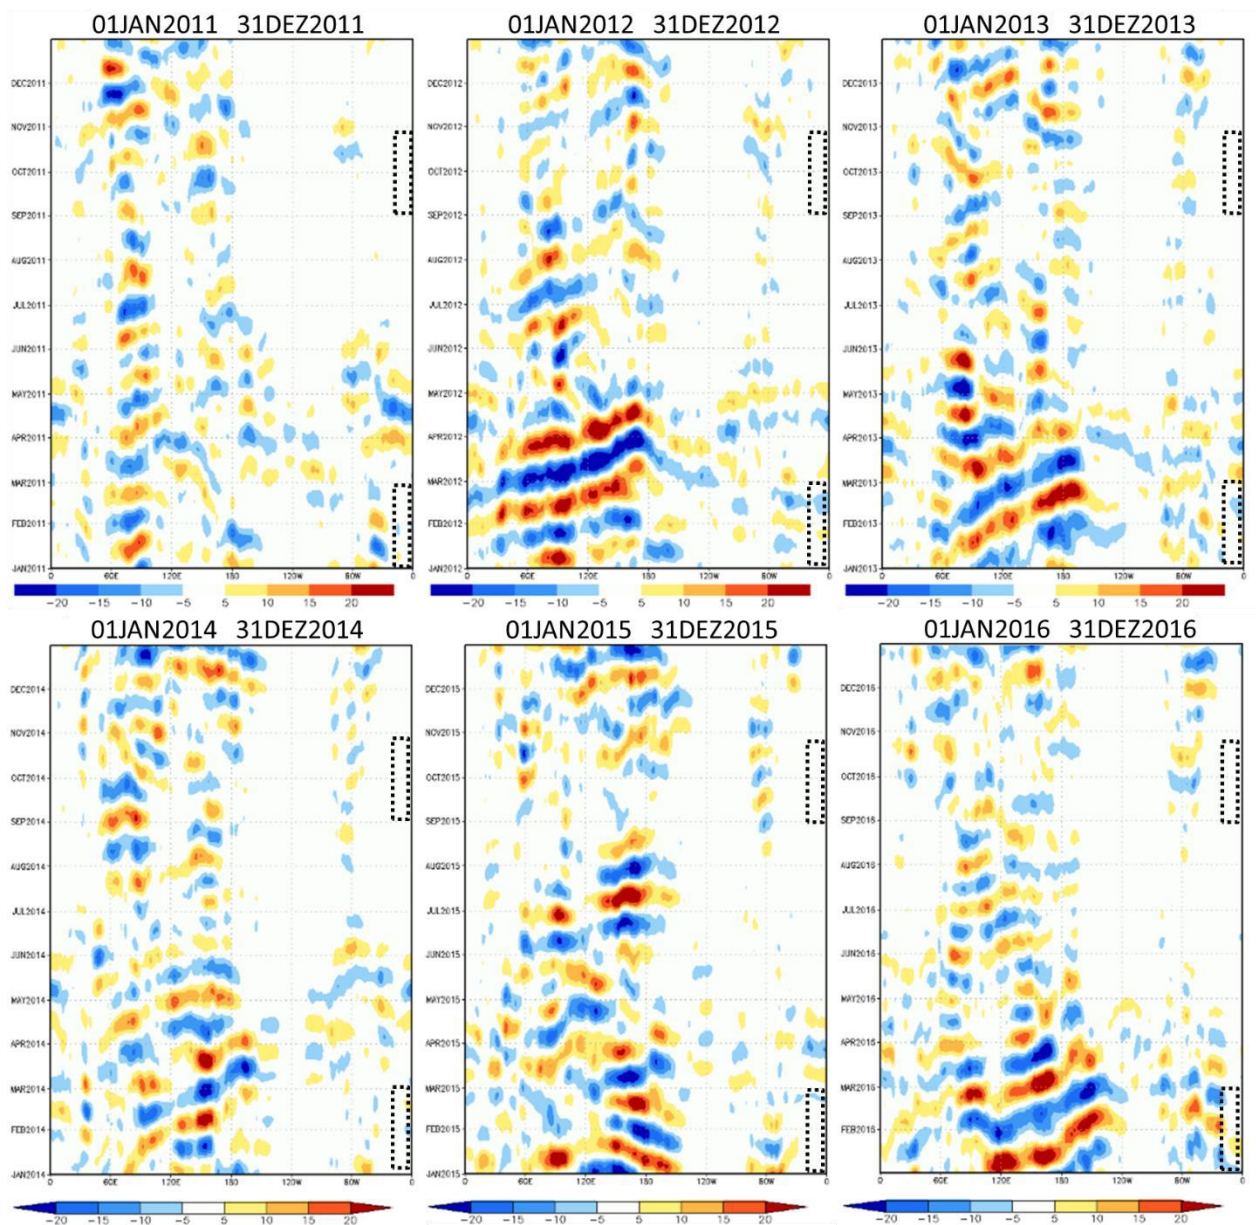 01JAN2011 31DEZ2011
DEC2011
NOV2011
OCT2011
SEP2011
AUG2011
JUL2011
JUN2011
MAY2011
APR2011
MAR2011
FEB2011
JAN2011
60E 120E 180 120W 60W 0
−20 −15 −10 −5 5 10 15 20
01JAN2012 31DEZ2012
DEC2012
NOV2012
OCT2012
SEP2012
AUG2012
JUL2012
JUN2012
MAY2012
APR2012
MAR2012
FEB2012
JAN2012
60E 120E 180 120W 60W 0
−20 −15 −10 −5 5 10 15 20
01JAN2013 31DEZ2013
DEC2013
NOV2013
OCT2013
SEP2013
AUG2013
JUL2013
JUN2013
MAY2013
APR2013
MAR2013
FEB2013
JAN2013
60E 120E 180 120W 60W 0
−20 −15 −10 −5 5 10 15 20
01JAN2014 31DEZ2014
DEC2014
NOV2014
OCT2014
SEP2014
AUG2014
JUL2014
JUN2014
MAY2014
APR2014
MAR2014
FEB2014
JAN2014
0 60E 120E 180 120W 60W 0
−20 −15 −10 −5 5 10 15 20
01JAN2015 31DEZ2015
DEC2015
NOV2015
OCT2015
SEP2015
AUG2015
JUL2015
JUN2015
MAY2015
APR2015
MAR2015
FEB2015
JAN2015
0 60E 120E 180 120W 60W 0
−20 −15 −10 −5 5 10 15 20
01JAN2016 31DEZ2016
DEC2016
NOV2016
OCT2016
SEP2016
AUG2016
JUL2016
JUN2016
MAY2016
APR2016
MAR2016
FEB2016
0 60E 120E 180 120W 60W 0
−20 −15 −10 −5 5 10 15 20